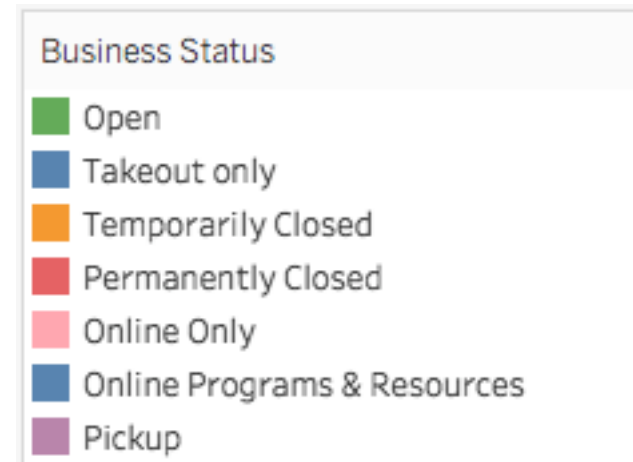 Business Status
Open
Takeout only
Temporarily Closed
Permanently Closed
Online Only
Online Programs & Resources
Pickup